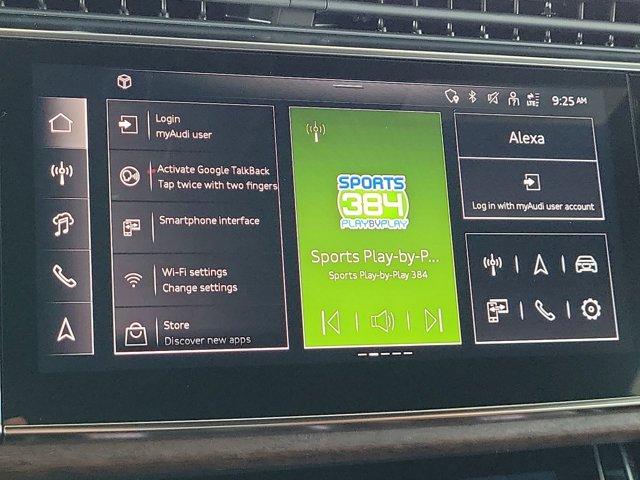 LTE
9:25 AM
Login
myAudi user
Activate Google TalkBack
Tap twice with two fingers
Smartphone interface
Wi-Fi settings
Change settings
Store
Discover new apps
SPORTS
384
PLAYBYPLAY
Sports Play-by-P...
Sports Play-by-Play 384
Alexa
Log in with myAudi user account